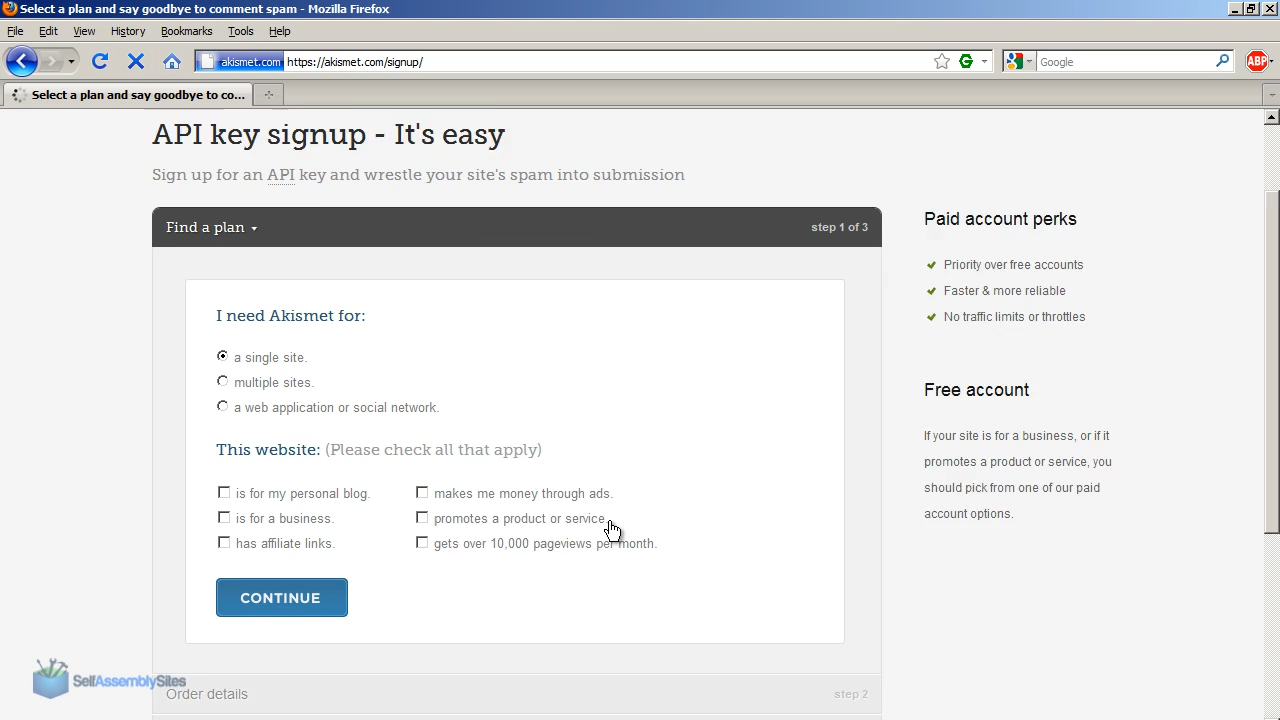 Select a plan and say goodbye to comment spam - Mozilla Firefox
File Edit View History Bookmarks Tools Help
akismet.com https://akismet.com/signup/ Google ABP
Select a plan and say goodbye to co...
API key signup - It's easy
Sign up for an API key and wrestle your site's spam into submission
Find a plan step 1 of 3
I need Akismet for:
a single site.
multiple sites.
a web application or social network.
This website: (Please check all that apply)
is for my personal blog. makes me money through ads.
is for a business. promotes a product or service.
has affiliate links. gets over 10,000 pageviews per month.
CONTINUE
Order details step 2
Paid account perks
Priority over free accounts
Faster & more reliable
No traffic limits or throttles
Free account
If your site is for a business, or if it
promotes a product or service, you
should pick from one of our paid
account options.
SelfAssemblySites